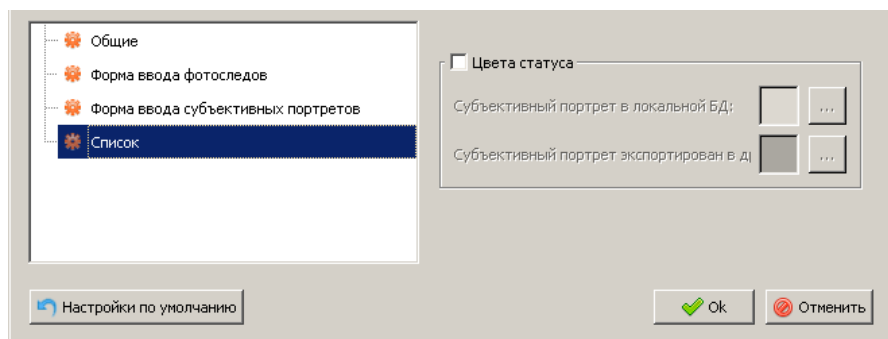 Общие
Форма ввода фотоследов
Форма ввода субъективных портретов
Список
Цвета статуса
Субъективный портрет в локальной БД:
...
Субъективный портрет экспортирован в
...
Настройки по умолчанию
Ok
Отменить